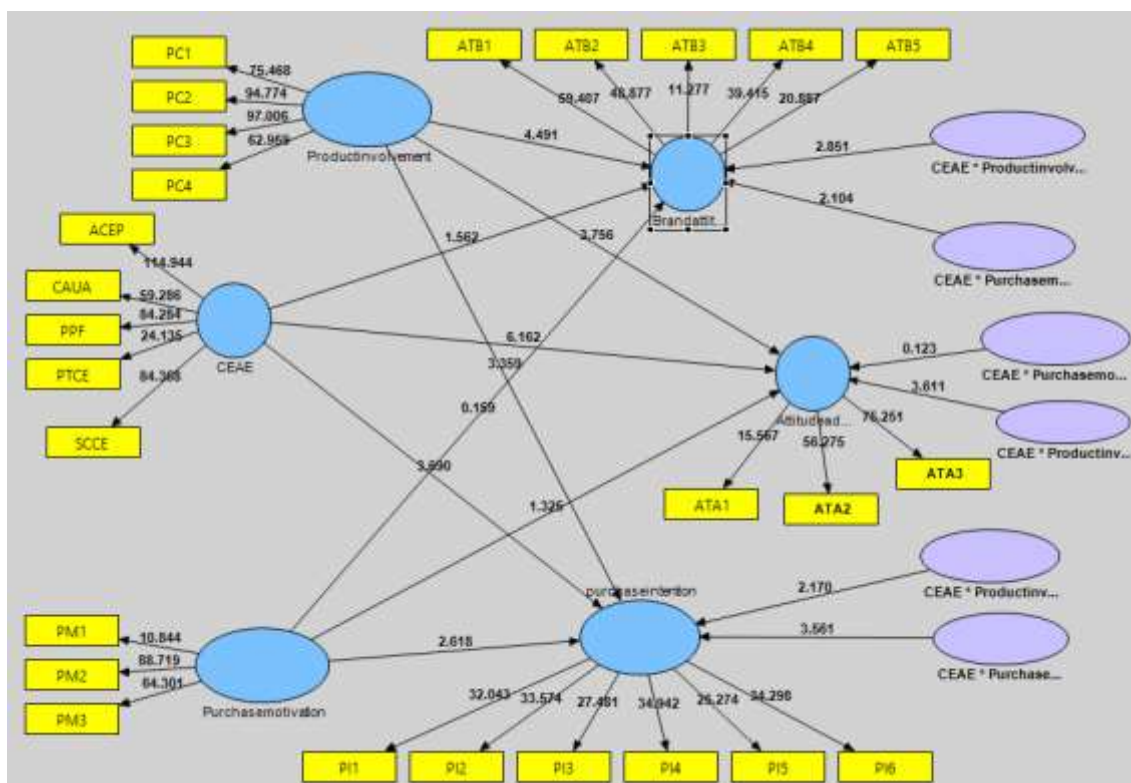 ATB1 ATB2 ATB3 ATB4 ATB5
PC1
75.468
PC2
94.774
PC3
97.006
PC4
62.959
Productinvolvement
59.407 48.877 11.277 39.415 20.887
4.491
Brandattit...
2.851
CEAE * Productinvolv...
2.104
CEAE * Purchasem...
ACEP
114.944
CAUA
59.286
PPF
84.284
PTCE
24.135
SCCE
84.368
CEAE
1.562
3.756
6.162
3.359
0.159
3.690
1.325
Attitudead...
0.123
CEAE * Purchasemo...
3.611
CEAE * Productinv...
15.567 56.275 76.251
ATA1 ATA2 ATA3
PM1
10.844
PM2
88.719
PM3
64.301
Purchasemotivation
2.618
purchaseintention
2.170
CEAE * Productinv...
3.561
CEAE * Purchase...
32.043 33.574 27.481 34.942 25.274 34.298
PI1 PI2 PI3 PI4 PI5 PI6